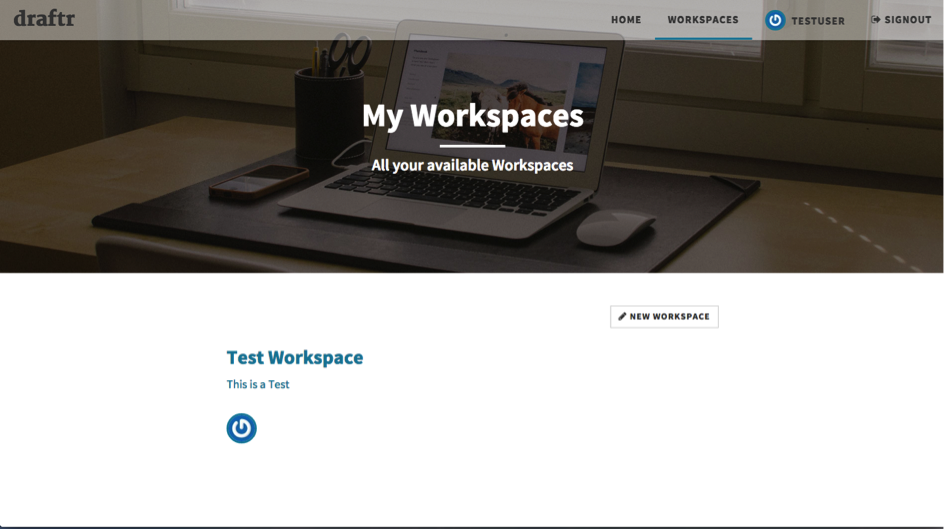 draftr
HOME WORKSPACES TESTUSER SIGNOUT
My Workspaces
All your available Workspaces
NEW WORKSPACE
Test Workspace
This is a Test